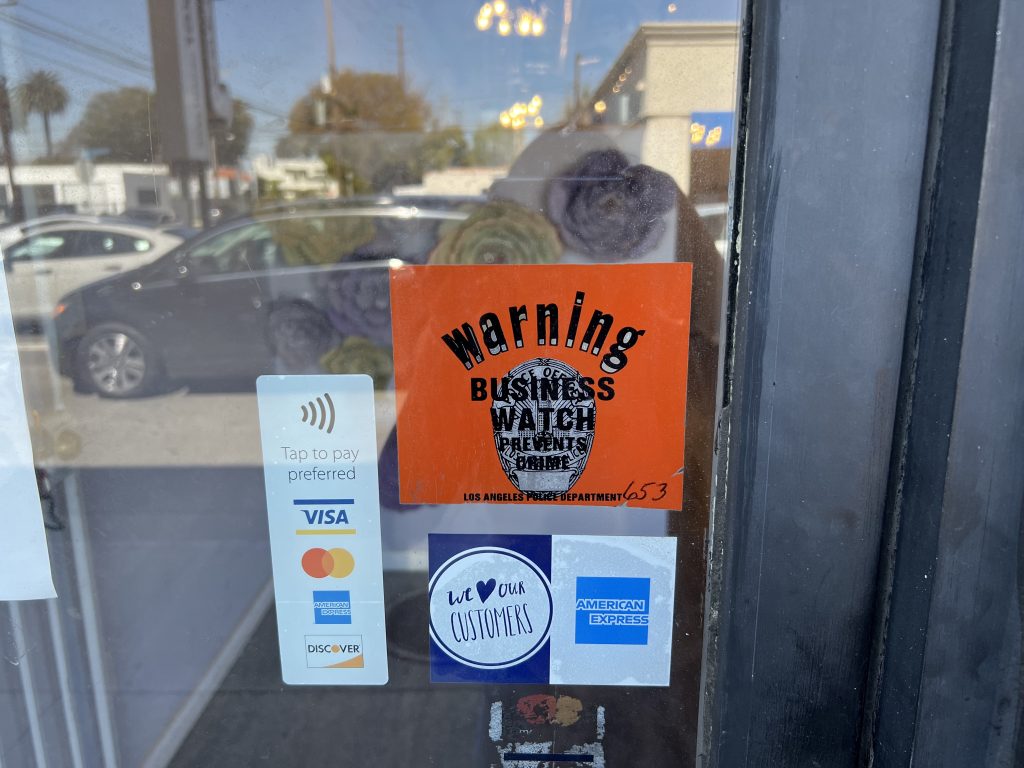 Warning
BUSINESS
WATCH
PREVENTS
CRIME
LOS ANGELES POLICE DEPARTMENT 653
Tap to pay
preferred
VISA
AMERICAN
EXPRESS
DISCOVER
We our
CUSTOMERS
AMERICAN
EXPRESS